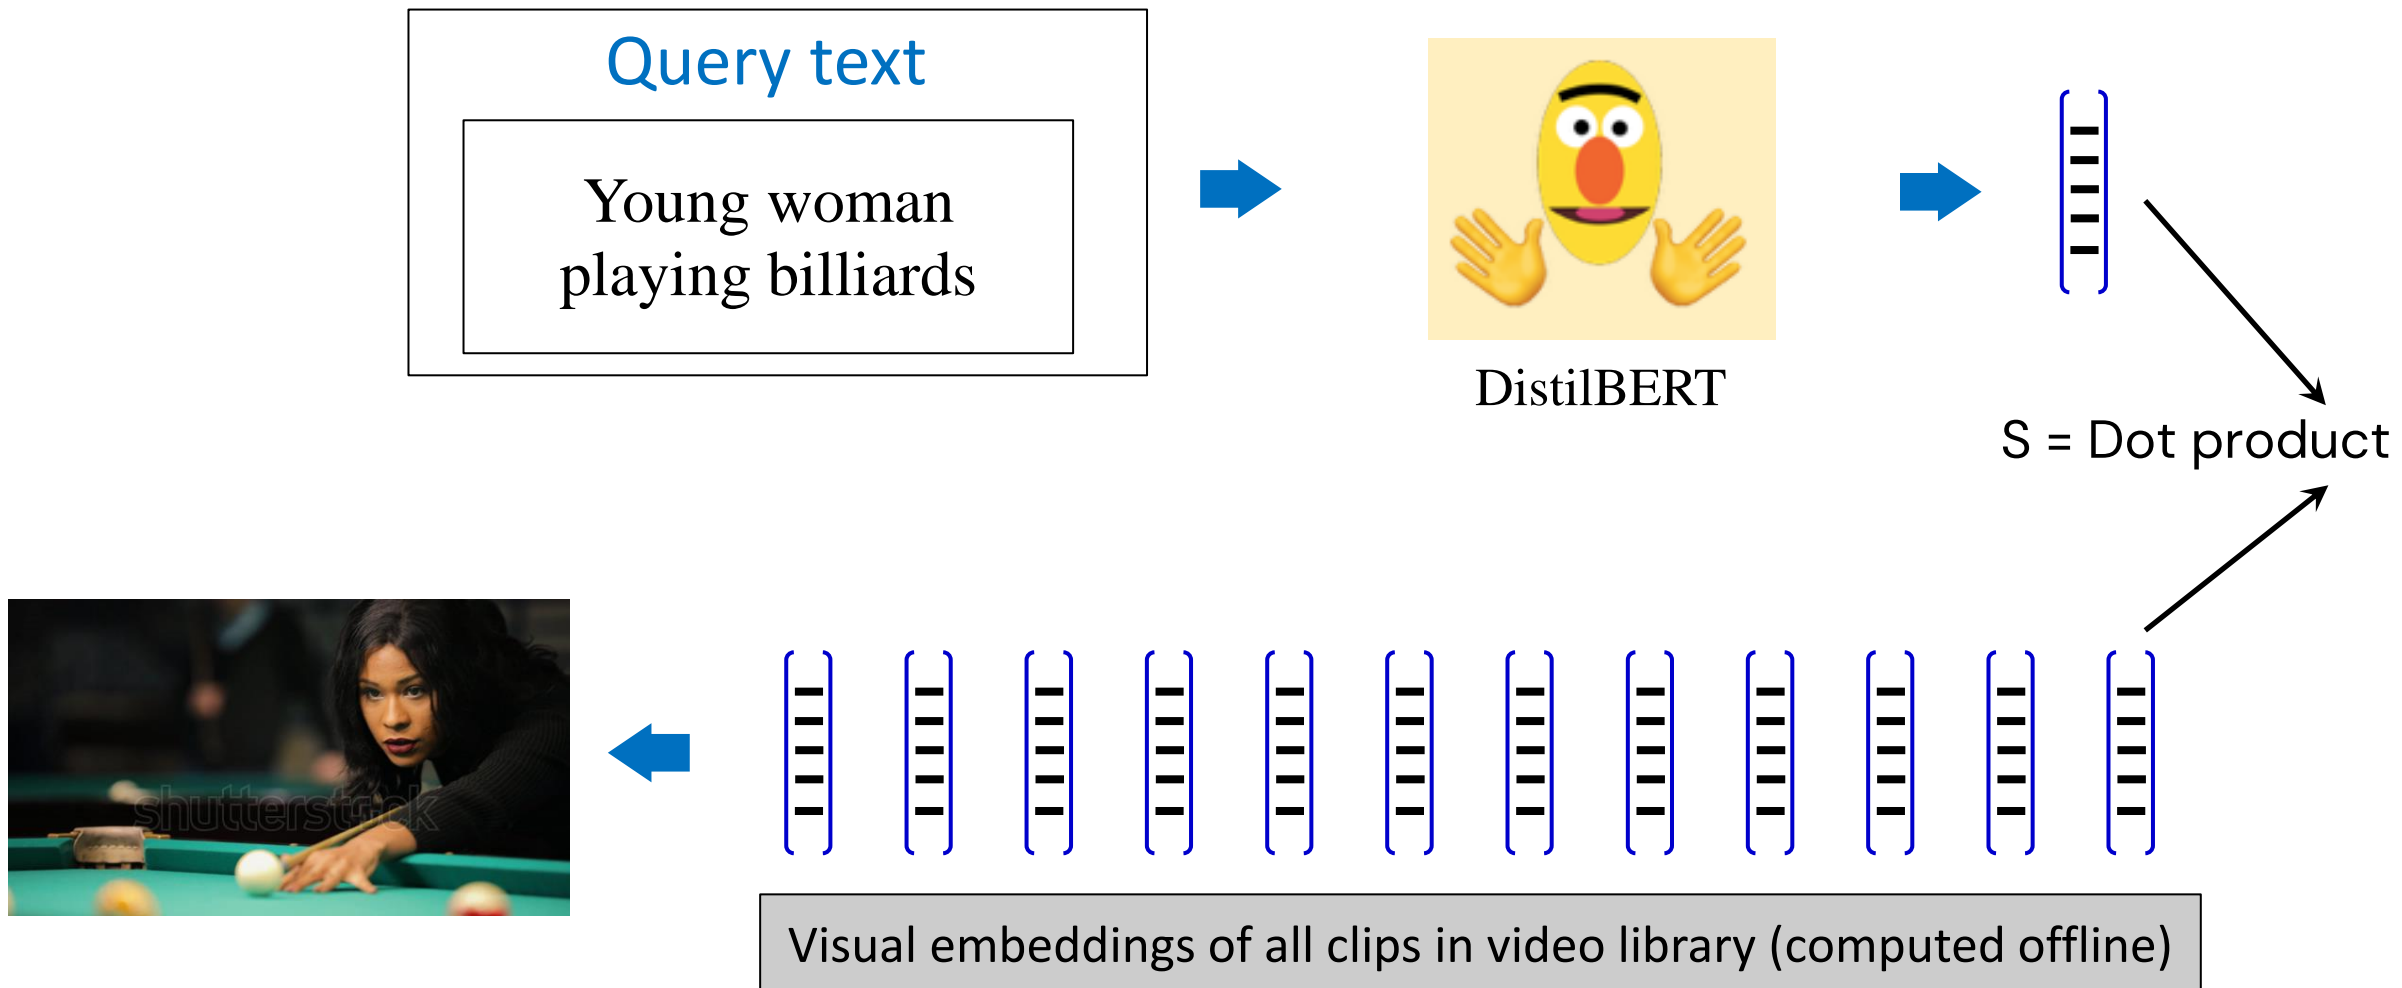 Query text
Young woman
playing billiards
DistilBERT
S = Dot product
shutterstock
Visual embeddings of all clips in video library (computed offline)